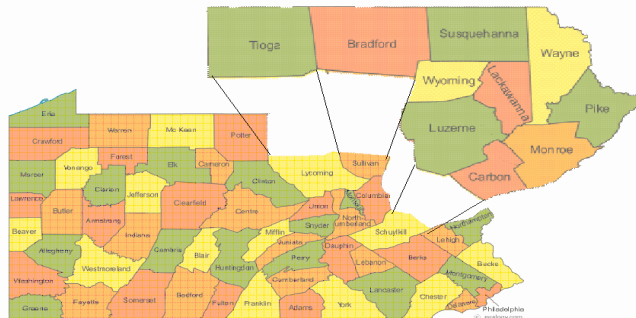 Tioga
Bradford
Susquehanna
Wayne
Wyoming
Lackawanna
Pike
Luzerne
Monroe
Carbon
Erie
Crawford
Warren
Mc Kean
Potter
Forest
Venango
Elk
Cameron
Mercer
Clarion
Clinton
Lycoming
Sullivan
Lawrence
Butler
Jefferson
Clearfield
Centre
Union
Columbia
Armstrong
Snyder
North-
umberland
Beaver
Indiana
Mifflin
Schuylkill
Northampton
Allegheny
Cambria
Blair
Juniata
Dauphin
Lehigh
Westmoreland
Huntingdon
Perry
Lebanon
Berks
Bucks
Washington
Cumberland
Montgomery
Greene
Fayette
Somerset
Bedford
Fulton
Franklin
Adams
York
Lancaster
Chester
Delaware
Philadelphia